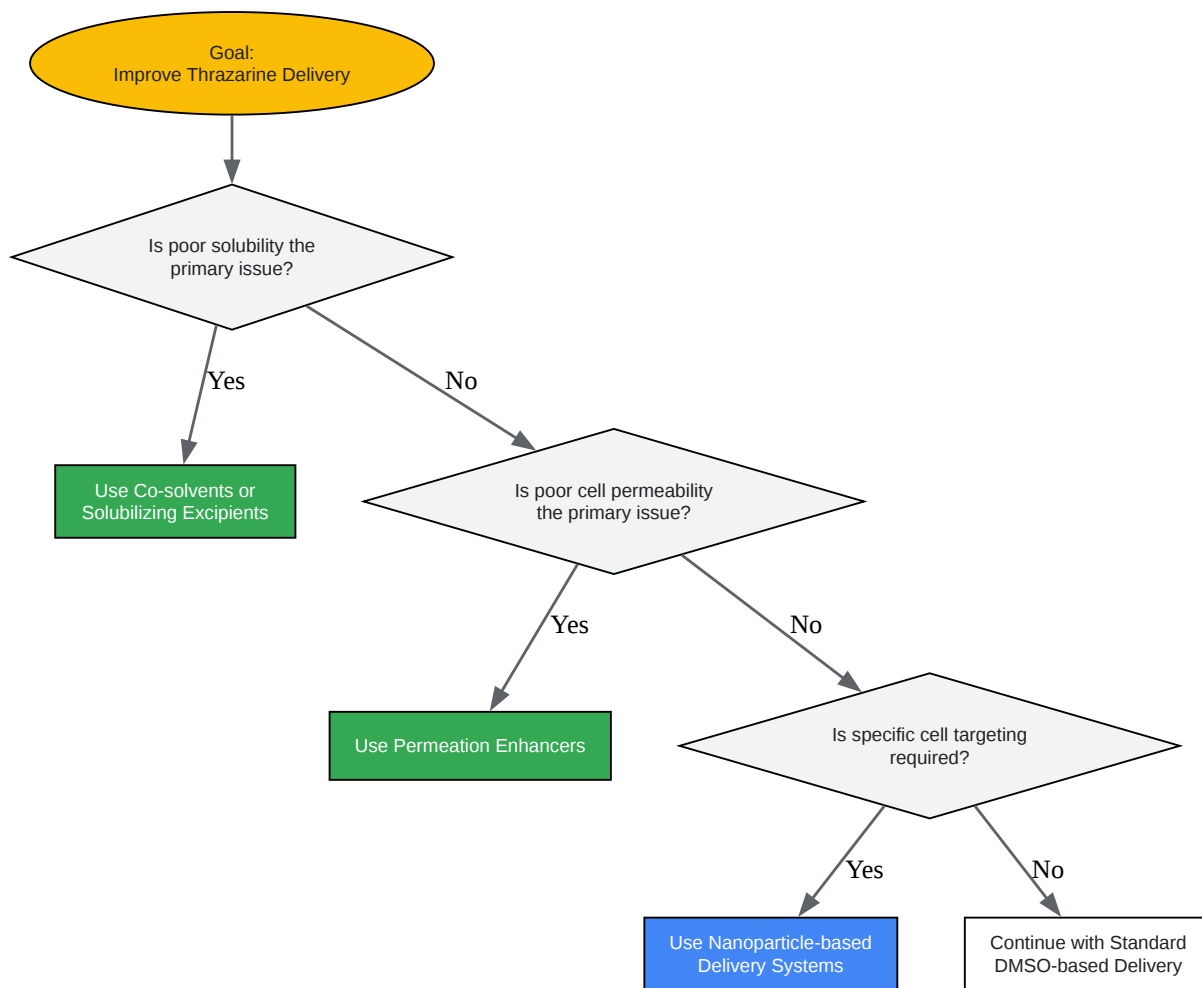 Goal:
Improve Thrazarine Delivery
Is poor solubility the
primary issue?
Yes
No
Use Co-solvents or
Solubilizing Excipients
Is poor cell permeability
the primary issue?
Yes
No
Use Permeation Enhancers
Is specific cell targeting
required?
Yes
No
Use Nanoparticle-based
Delivery Systems
Continue with Standard
DMSO-based Delivery